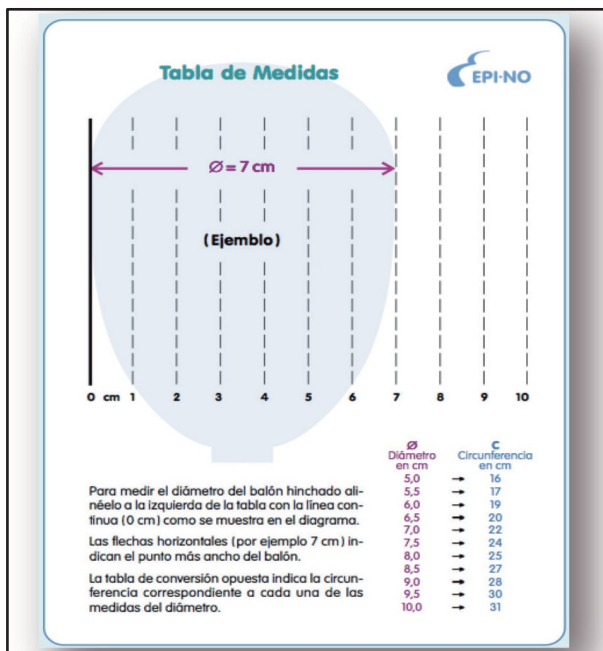 Tabla de Medidas
EPI·NO
Ø = 7 cm
(Ejemblo)
0 cm 1 2 3 4 5 6 7 8 9 10
Ø C
Diâmetro Circunferencia
en cm en cm
5,0 → 16
5,5 → 17
6,0 → 19
6,5 → 20
7,0 → 22
7,5 → 24
8,0 → 25
8,5 → 27
9,0 → 28
9,5 → 30
10,0 → 31
Para medir el diámetro del balón hinchado ali-
néelo a la izquierda de la tabla con la línea con-
tinua (0 cm) como se muestra en el diagrama.
Las flechas horizontales (por ejemplo 7 cm) in-
dican el punto más ancho del balón.
La tabla de conversión opuesta indica la circun-
ferencia correspondiente a cada una de las
medidas del diámetro.